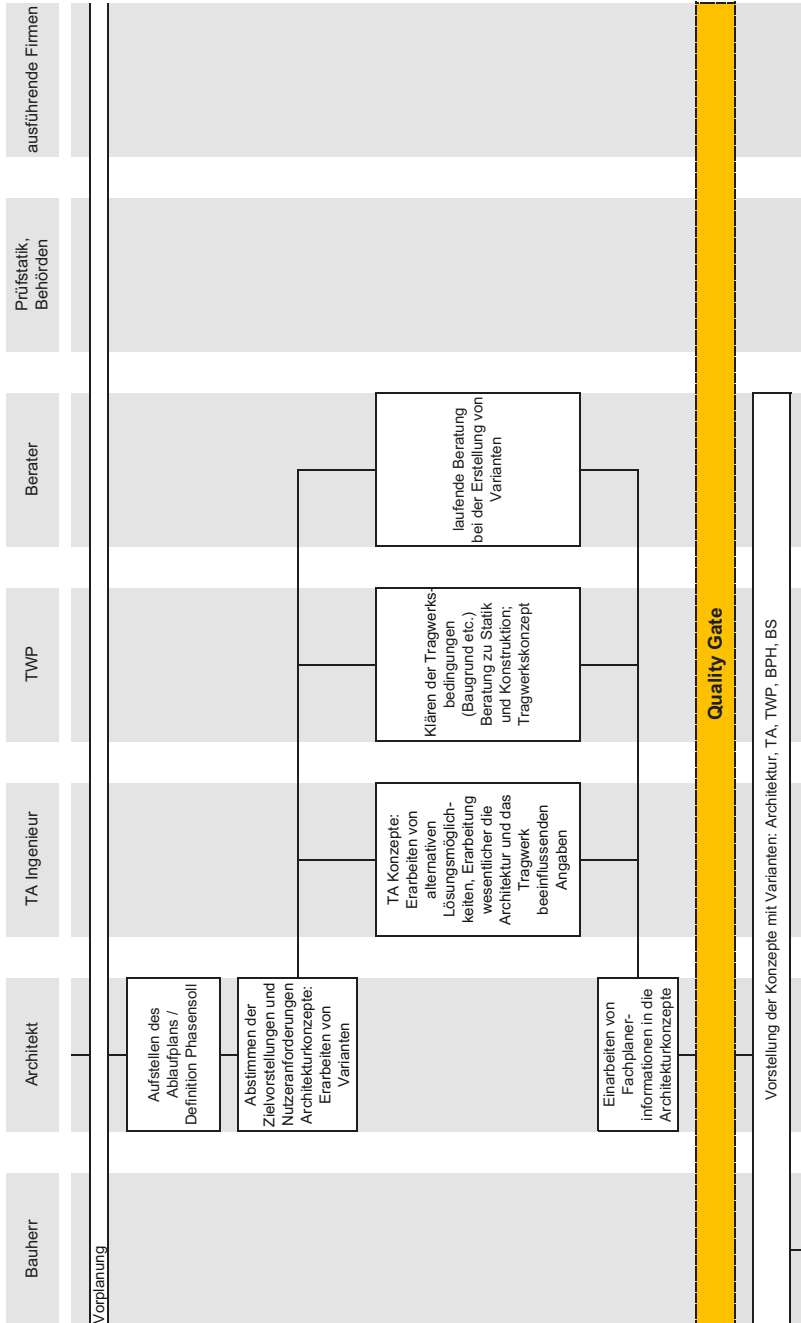 Bauherr
Architekt
TA Ingenieur
TWP
Berater
Prüfstatik,
Behörden
ausführende Firmen
Vorplanung
Aufstellen des
Ablaufplans /
Definition Phasensoll
Abstimmen der
Zielvorstellungen und
Nutzeranforderungen
Architekturkonzepte:
Erarbeiten von
Varianten
TA Konzepte:
Erarbeiten von
alternativen
Lösungsmöglich-
keiten, Erarbeitung
wesentlicher die
Architektur und das
Tragwerk
beeinflussenden
Angaben
Klären der Tragwerks-
bedingungen
(Baugrund etc.)
Beratung zu Statik
und Konstruktion;
Tragwerkskonzept
laufende Beratung
bei der Erstellung von
Varianten
Einarbeiten von
Fachplaner-
informationen in die
Architekturkonzepte
Quality Gate
Vorstellung der Konzepte mit Varianten: Architektur, TA, TWP, BPH, BS